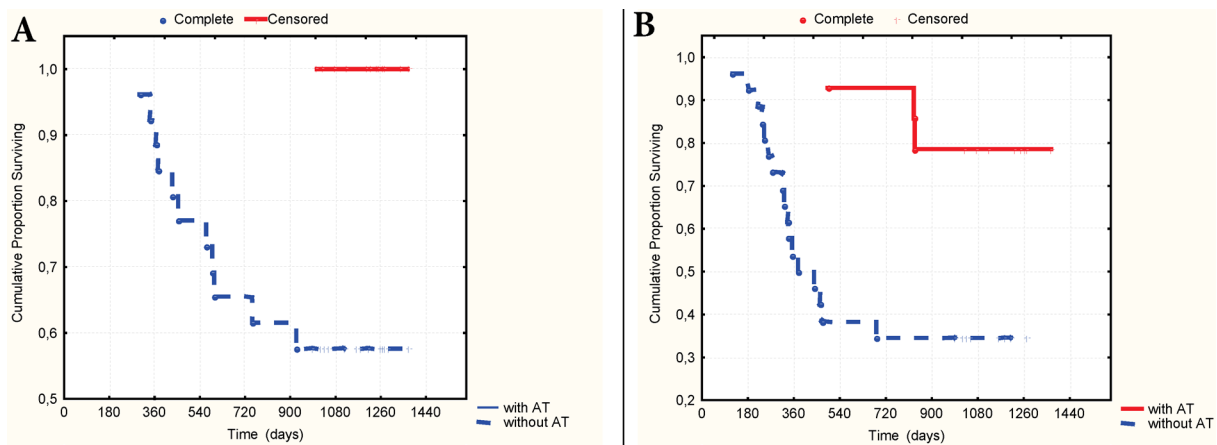 A
Complete Censored
Cumulative Proportion Surviving
1,0
0,9
0,8
0,7
0,6
0,5
0 180 360 540 720 900 1080 1260 1440
Time (days)
with AT
without AT
B
Complete Censored
Cumulative Proportion Surviving
1,0
0,9
0,8
0,7
0,6
0,5
0,4
0,3
0,2
0 180 360 540 720 900 1080 1260 1440
Time (days)
with AT
without AT